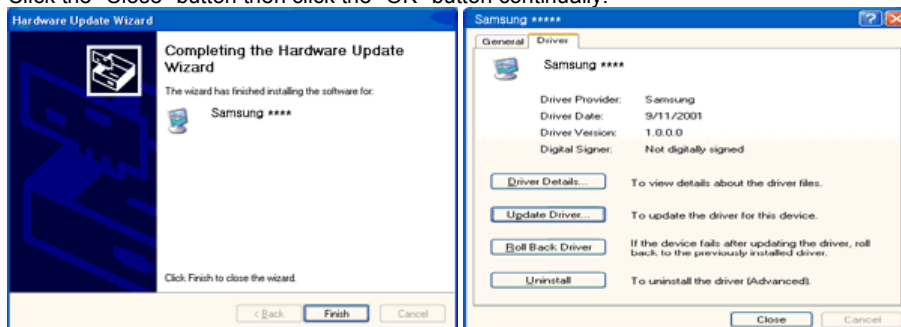 Click the "Close" button then click the "OK" button continually.
Hardware Update Wizard
Completing the Hardware Update
Wizard
The wizard has finished installing the software for:
Samsung ****
Click Finish to close the wizard.
< Back
Finish
Cancel
Samsung *****
General
Driver
Samsung ****
Driver Provider: Samsung
Driver Date: 9/11/2001
Driver Version: 1.0.0.0
Digital Signer: Not digitally signed
Driver Details... To view details about the driver files.
Update Driver... To update the driver for this device.
Roll Back Driver If the device fails after updating the driver, roll
back to the previously installed driver.
Uninstall To uninstall the driver (Advanced).
Close
Cancel